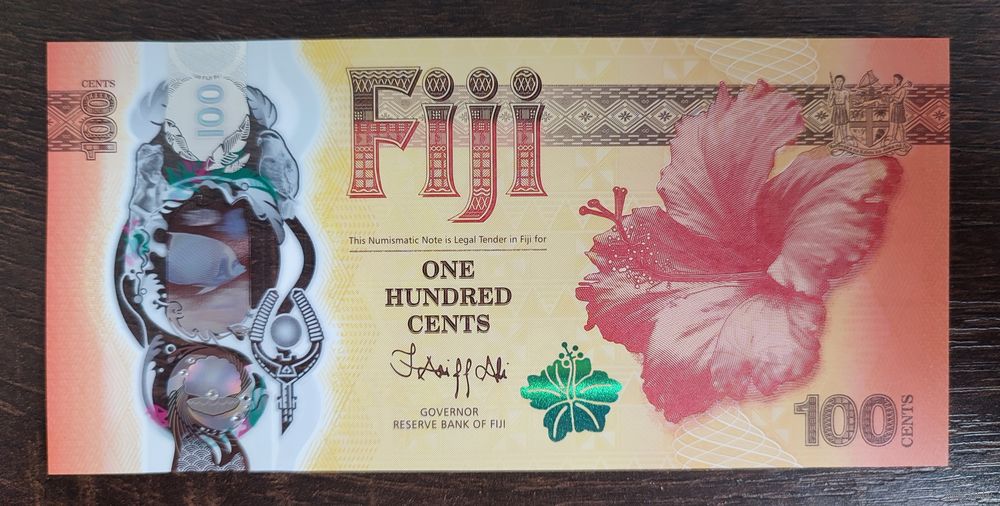 CENTS
100
100
Fiji
This Numismatic Note is Legal Tender in Fiji for
ONE
HUNDRED
CENTS
GOVERNOR
RESERVE BANK OF FIJI
100 CENTS